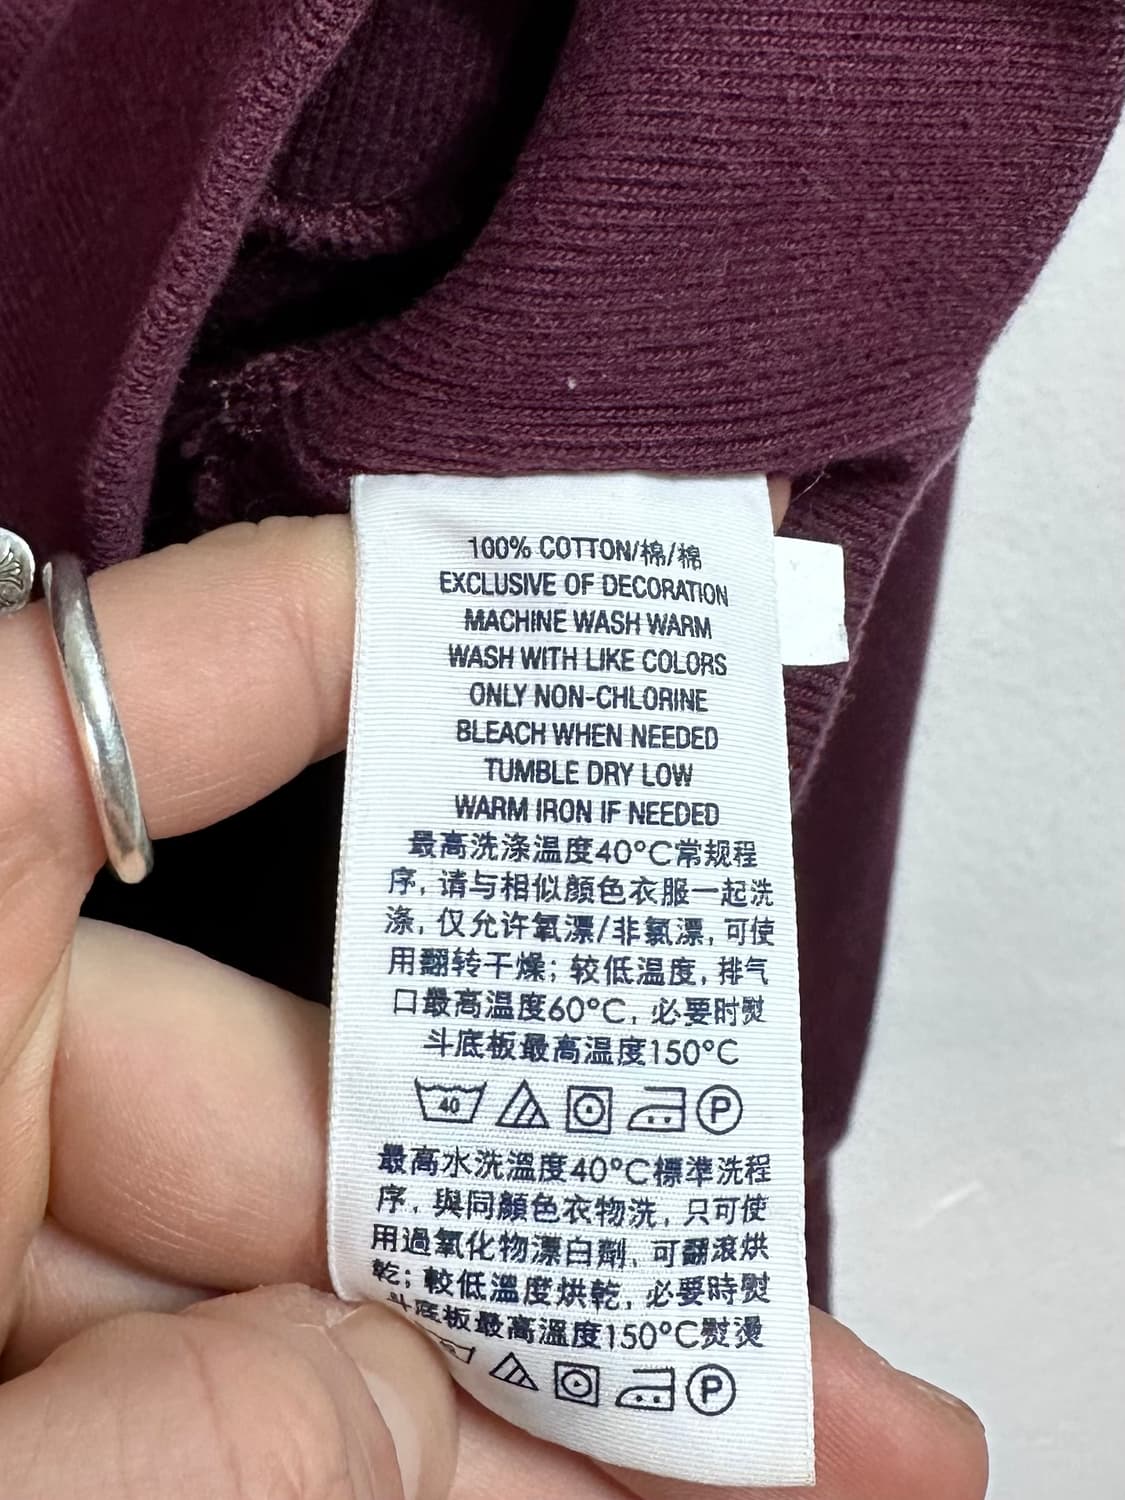 100% COTTON/棉/棉
EXCLUSIVE OF DECORATION
MACHINE WASH WARM
WASH WITH LIKE COLORS
ONLY NON-CHLORINE
BLEACH WHEN NEEDED
TUMBLE DRY LOW
WARM IRON IF NEEDED
最高洗涤温度40°C常规程
序, 请与相似颜色衣服一起洗
涤, 仅允许氧漂/非氯漂, 可使
用翻转干燥; 较低温度, 排气
口最高温度60°C, 必要时熨
斗底板最高温度150°C
40 P
最高水洗溫度40°C標準洗程
序, 與同顏色衣物洗, 只可使
用過氧化物漂白劑, 可翻滾烘
乾; 較低溫度烘乾, 必要時熨
斗底板最高溫度150°C熨燙
P